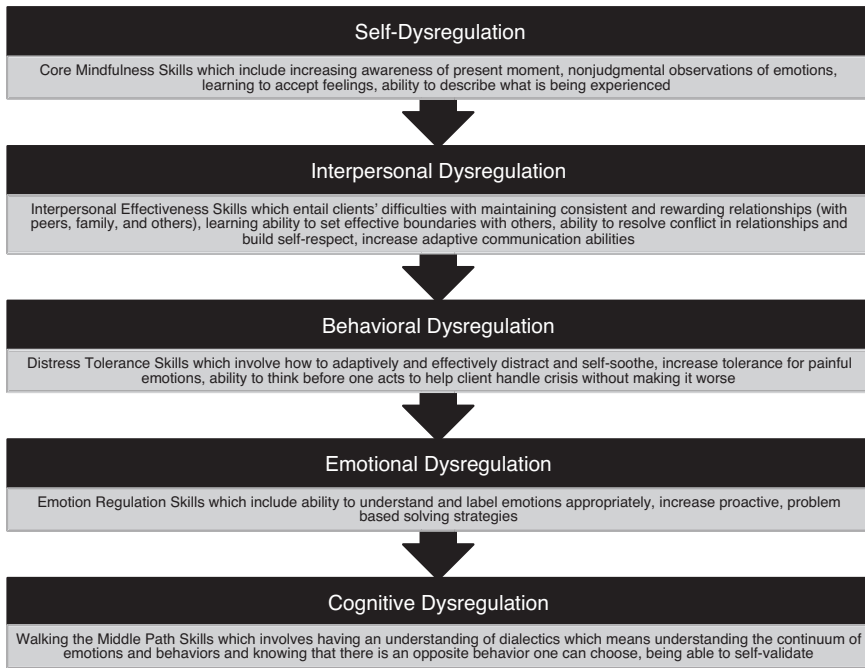 Self-Dysregulation
Core Mindfulness Skills which include increasing awareness of present moment, nonjudgmental observations of emotions,
learning to accept feelings, ability to describe what is being experienced
Interpersonal Dysregulation
Interpersonal Effectiveness Skills which entail clients' difficulties with maintaining consistent and rewarding relationships (with
peers, family, and others), learning ability to set effective boundaries with others, ability to resolve conflict in relationships and
build self-respect, increase adaptive communication abilities
Behavioral Dysregulation
Distress Tolerance Skills which involve how to adaptively and effectively distract and self-soothe, increase tolerance for painful
emotions, ability to think before one acts to help client handle crisis without making it worse
Emotional Dysregulation
Emotion Regulation Skills which include ability to understand and label emotions appropriately, increase proactive, problem
based solving strategies
Cognitive Dysregulation
Walking the Middle Path Skills which involves having an understanding of dialectics which means understanding the continuum of
emotions and behaviors and knowing that there is an opposite behavior one can choose, being able to self-validate